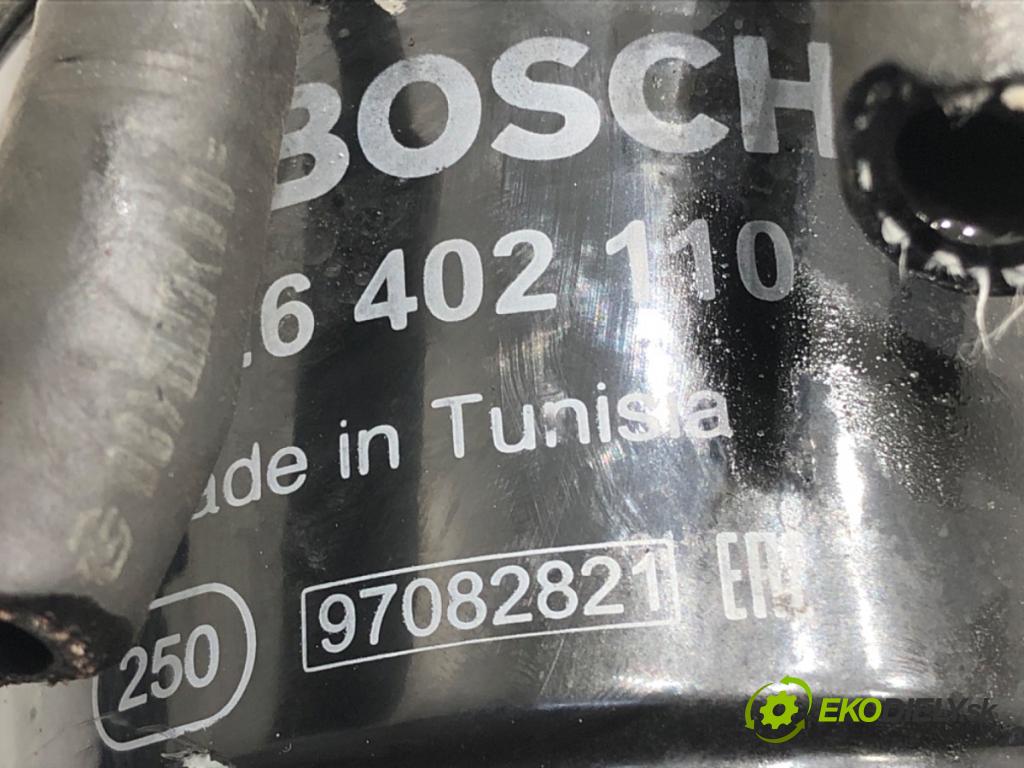 BOSCH
6 402 110
ade in Tunisia
250 97082821 EAC
EKODIELY.sk